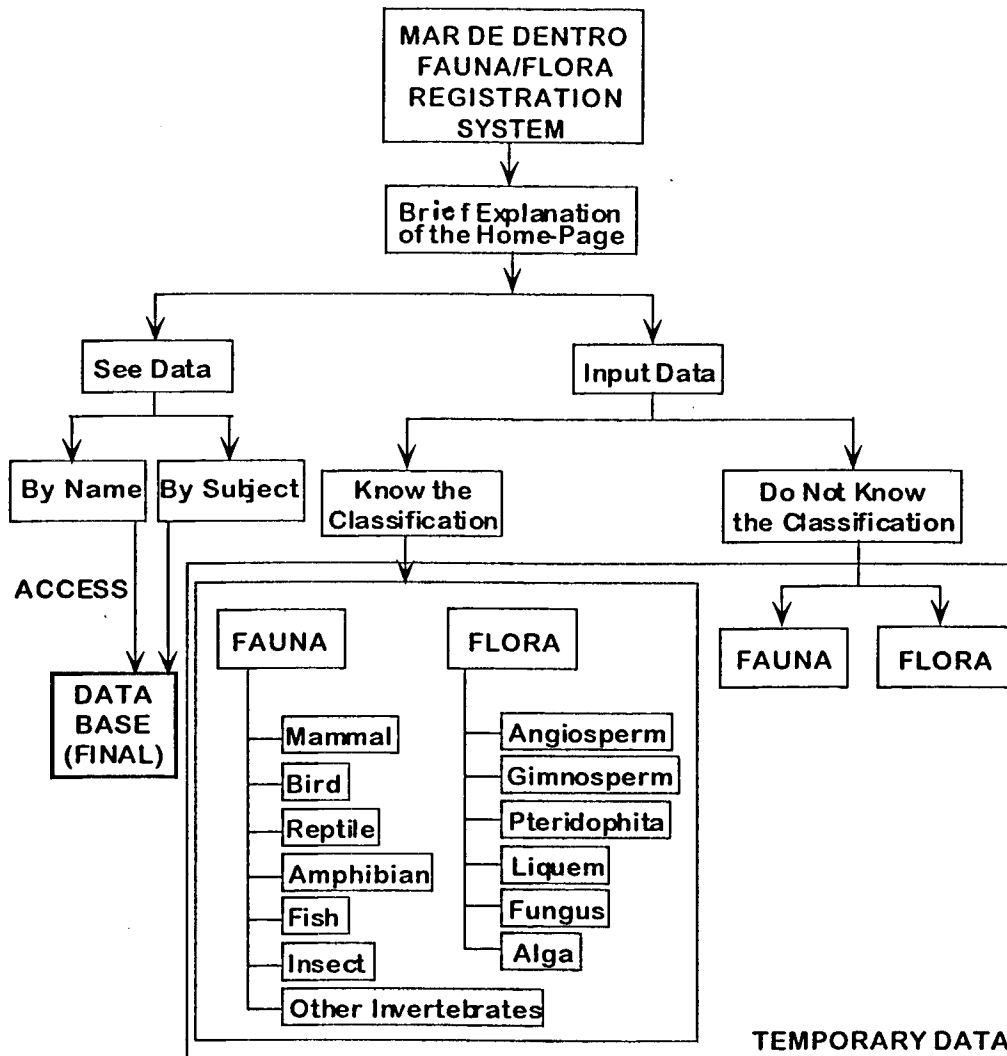 MAR DE DENTRO
FAUNA/FLORA
REGISTRATION
SYSTEM
Brief Explanation
of the Home-Page
See Data
Input Data
By Name
By Subject
Know the
Classification
Do Not Know
the Classification
ACCESS
DATA
BASE
(FINAL)
FAUNA
Mammal
Bird
Reptile
Amphibian
Fish
Insect
Other Invertebrates
FLORA
Angiosperm
Gimnosperm
Pteridophita
Liquem
Fungus
Alga
FAUNA
FLORA
TEMPORARY DATA